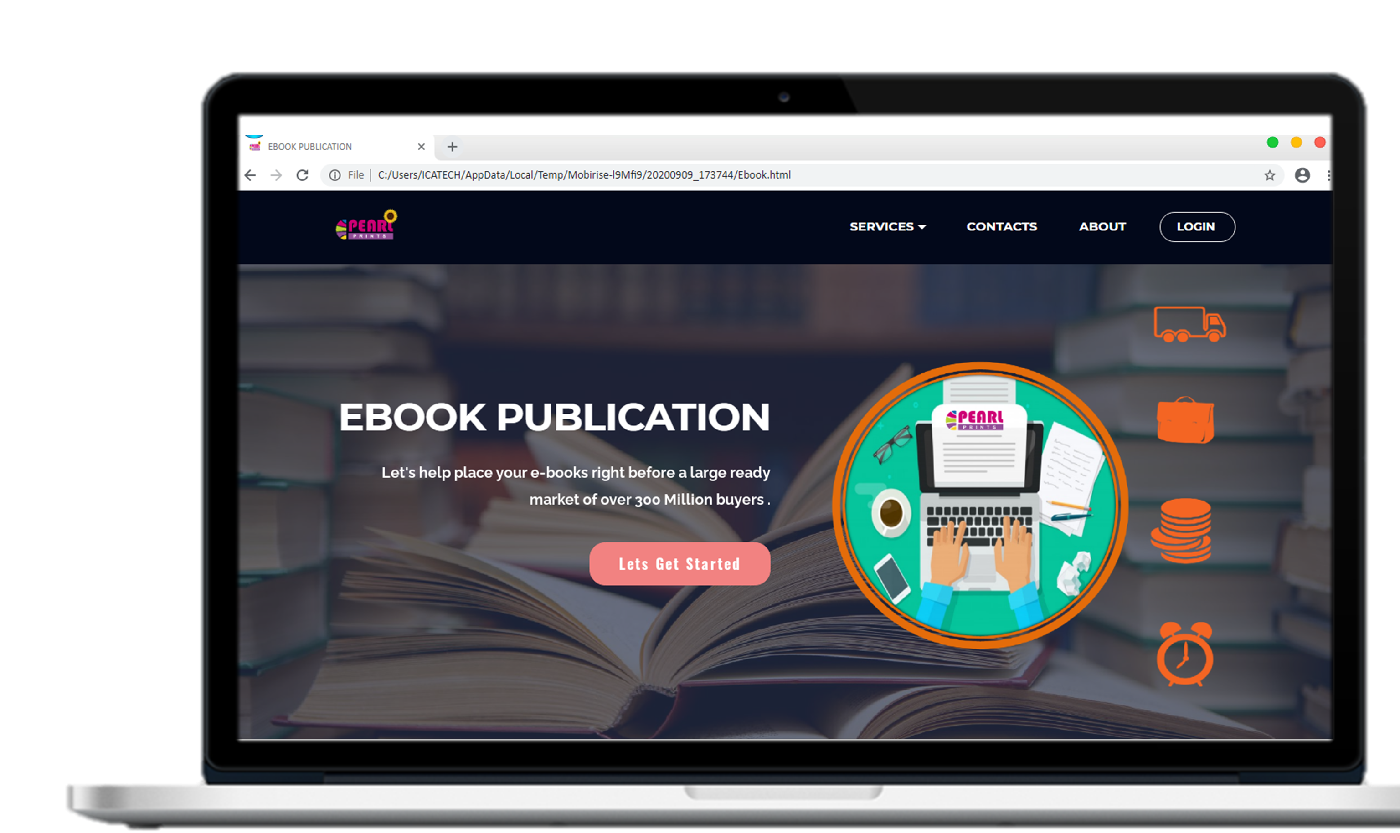 EBOOK PUBLICATION
File C:/Users/ICATECH/AppData/Local/Temp/Mobirise-l9Mfi9/20200909_173744/Ebook.html
PEARL
PRINTS
SERVICES
CONTACTS
ABOUT
LOGIN
EBOOK PUBLICATION
Let's help place your e-books right before a large ready
market of over 300 Million buyers .
Lets Get Started
PEARL
PRINTS